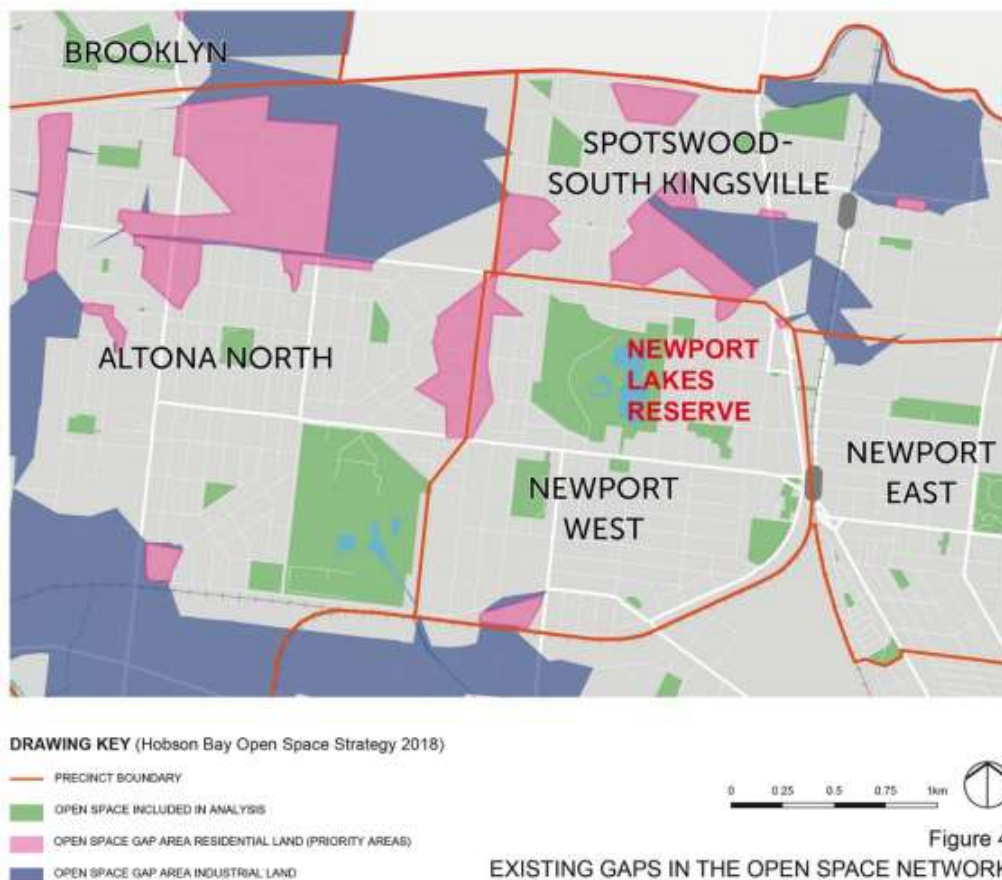 BROOKLYN
SPOTSWOOD-
SOUTH KINGSVILLE
ALTONA NORTH
NEWPORT
LAKES
RESERVE
NEWPORT
EAST
NEWPORT
WEST
DRAWING KEY (Hobson Bay Open Space Strategy 2018)
PRECINCT BOUNDARY
OPEN SPACE INCLUDED IN ANALYSIS
OPEN SPACE GAP AREA RESIDENTIAL LAND (PRIORITY AREAS)
OPEN SPACE GAP AREA INDUSTRIAL LAND
0 0.25 0.5 0.75 1km
Figure 4
EXISTING GAPS IN THE OPEN SPACE NETWORK